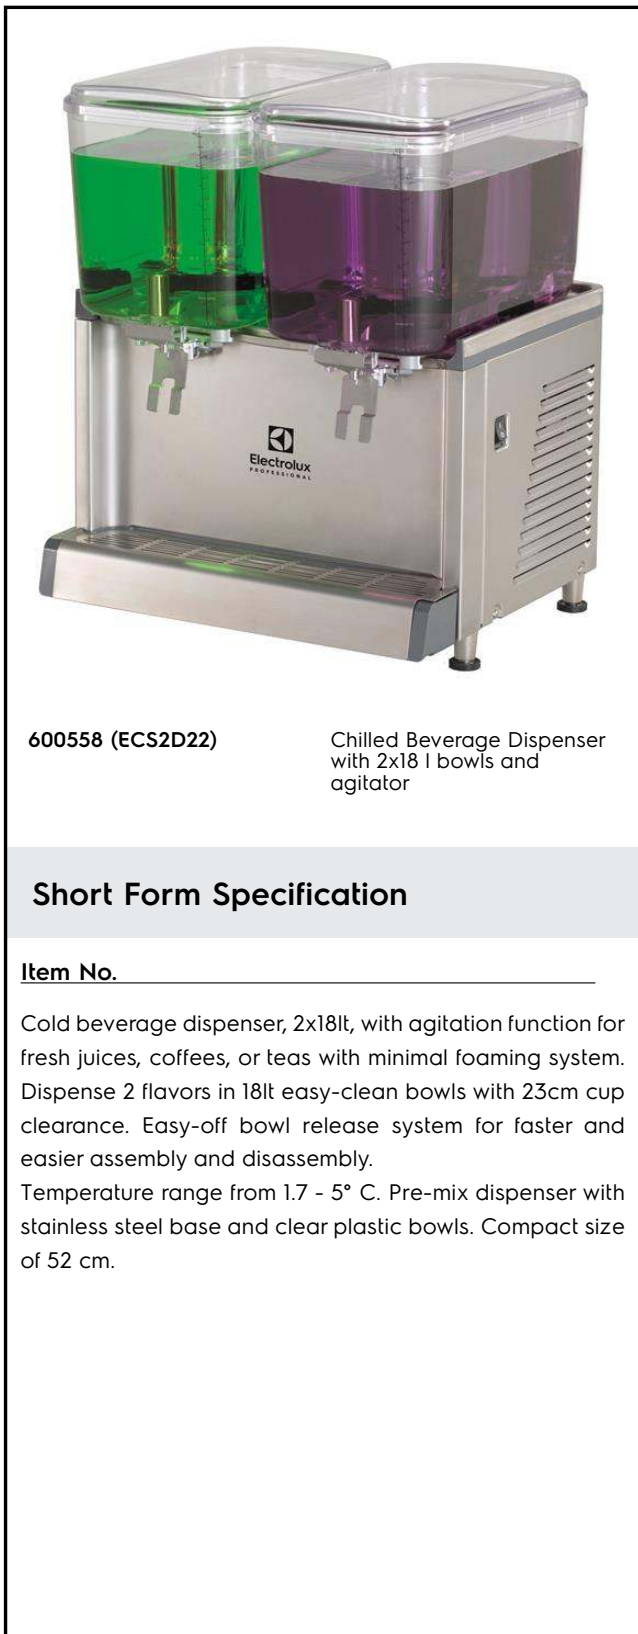 Electrolux
PROFESSIONAL
600558 (ECS2D22)
Chilled Beverage Dispenser
with 2x18 l bowls and
agitator
Short Form Specification
Item No.
Cold beverage dispenser, 2x18lt, with agitation function for
fresh juices, coffees, or teas with minimal foaming system.
Dispense 2 flavors in 18lt easy-clean bowls with 23cm cup
clearance. Easy-off bowl release system for faster and
easier assembly and disassembly.
Temperature range from 1.7 - 5° C. Pre-mix dispenser with
stainless steel base and clear plastic bowls. Compact size
of 52 cm.